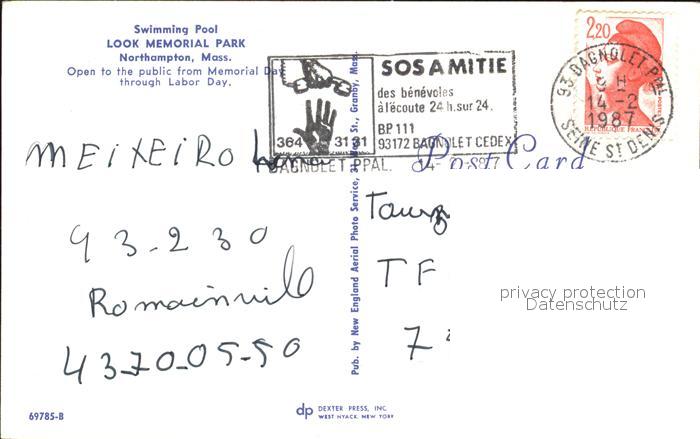 Swimming Pool
LOOK MEMORIAL PARK
Northampton, Mass.
Open to the public from Memorial Day
through Labor Day.
SOS AMITIE
des bénévoles
à l'écoute 24 h. sur 24.
BP 111
93172 BAGNOLET CEDEX
364 31 31
BAGNOLET PPAL. 14-
2,20
REPUBLIQUE FRANÇAISE
93 BAGNOLET PPAL
H
14-2
1987
SEINE ST DENIS
Post Card
MEIXEIRO
93-230
Romainville
43-70-05-50
TF
7
Pub. by New England Aerial Photo Service, St., Granby, Mass.
privacy protection
Datenschutz
69785-B
dp DEXTER PRESS, INC.
WEST NYACK, NEW YORK